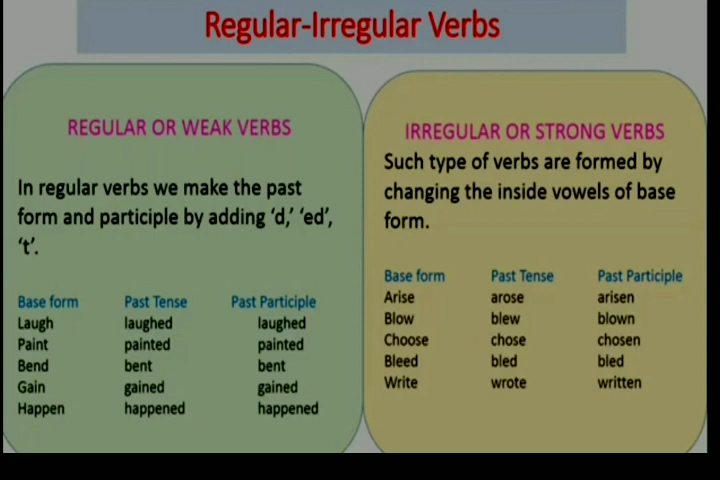 Regular-Irregular Verbs
REGULAR OR WEAK VERBS
In regular verbs we make the past
form and participle by adding ‘d,’ ‘ed’,
‘t’.
Base form Past Tense Past Participle
Laugh laughed laughed
Paint painted painted
Bend bent bent
Gain gained gained
Happen happened happened
IRREGULAR OR STRONG VERBS
Such type of verbs are formed by
changing the inside vowels of base
form.
Base form Past Tense Past Participle
Arise arose arisen
Blow blew blown
Choose chose chosen
Bleed bled bled
Write wrote written